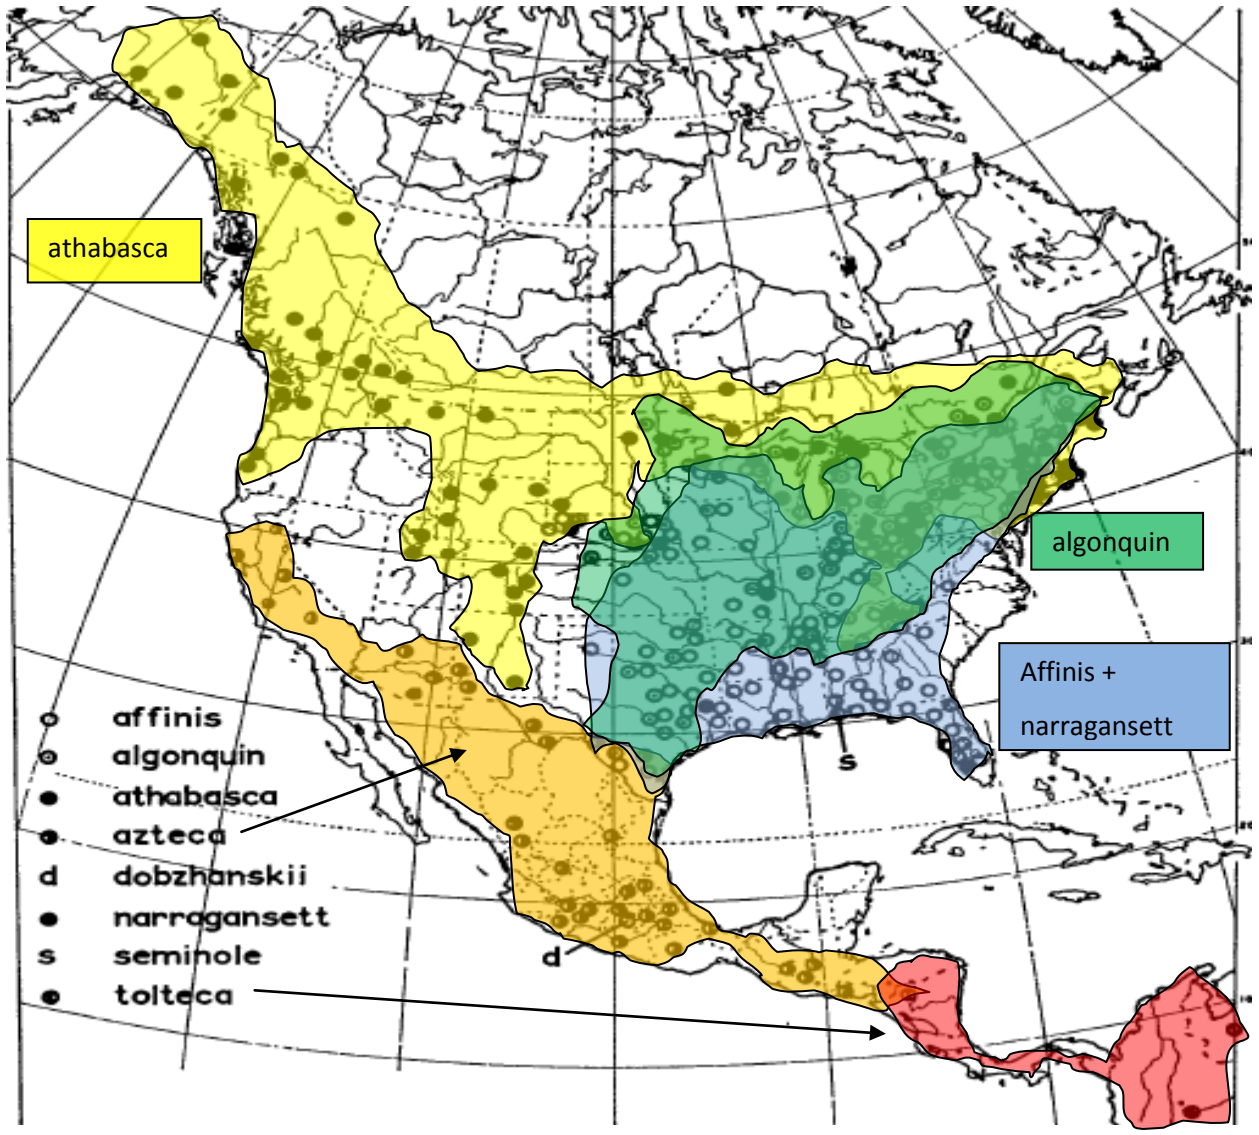 athabasca
algonquin
Affinis +
narragansett
affinis
algonquin
athabasca
azteca
d dobzhanskii
narragansett
s seminole
tolteca
s
d